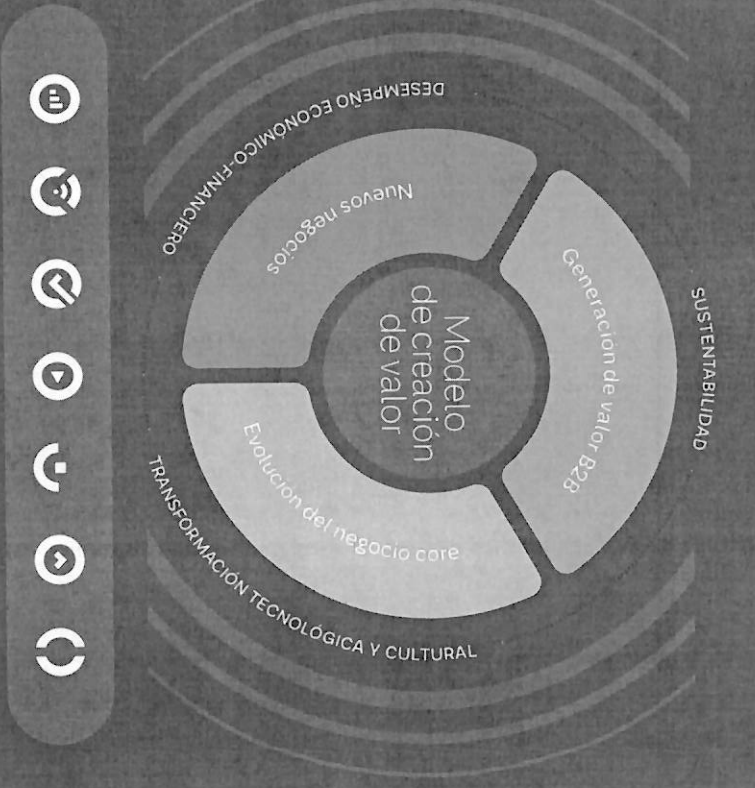 SUSTENTABILIDAD
Generación de valor B2B
Modelo
de creación
de valor
Nuevos negocios
DESEMPEÑO ECONÓMICO-FINANCIERO
Evolución del negocio core
TRANSFORMACIÓN TECNOLÓGICA Y CULTURAL